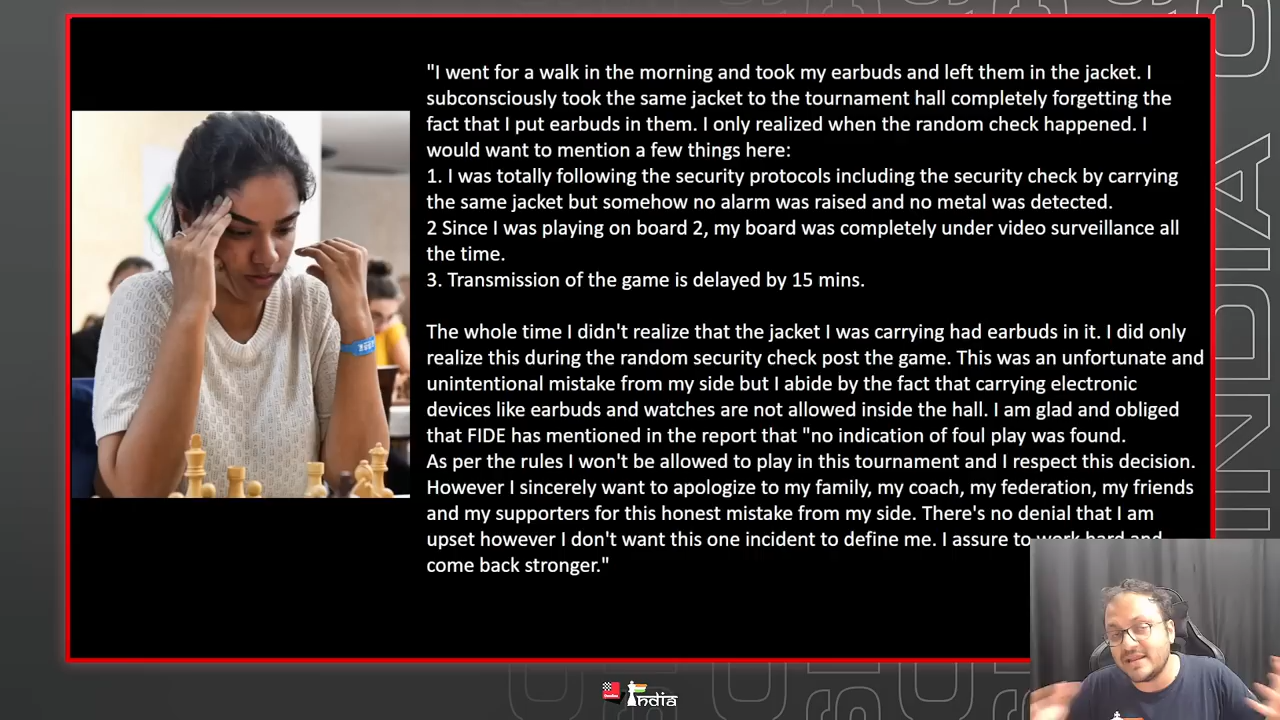 "I went for a walk in the morning and took my earbuds and left them in the jacket. I
subconsciously took the same jacket to the tournament hall completely forgetting the
fact that I put earbuds in them. I only realized when the random check happened. I
would want to mention a few things here:
1. I was totally following the security protocols including the security check by carrying
the same jacket but somehow no alarm was raised and no metal was detected.
2 Since I was playing on board 2, my board was completely under video surveillance all
the time.
3. Transmission of the game is delayed by 15 mins.
The whole time I didn't realize that the jacket I was carrying had earbuds in it. I did only
realize this during the random security check post the game. This was an unfortunate and
unintentional mistake from my side but I abide by the fact that carrying electronic
devices like earbuds and watches are not allowed inside the hall. I am glad and obliged
that FIDE has mentioned in the report that "no indication of foul play was found.
As per the rules I won't be allowed to play in this tournament and I respect this decision.
However I sincerely want to apologize to my family, my coach, my federation, my friends
and my supporters for this honest mistake from my side. There's no denial that I am
upset however I don't want this one incident to define me. I assure to work hard and
come back stronger."
India
INDIA